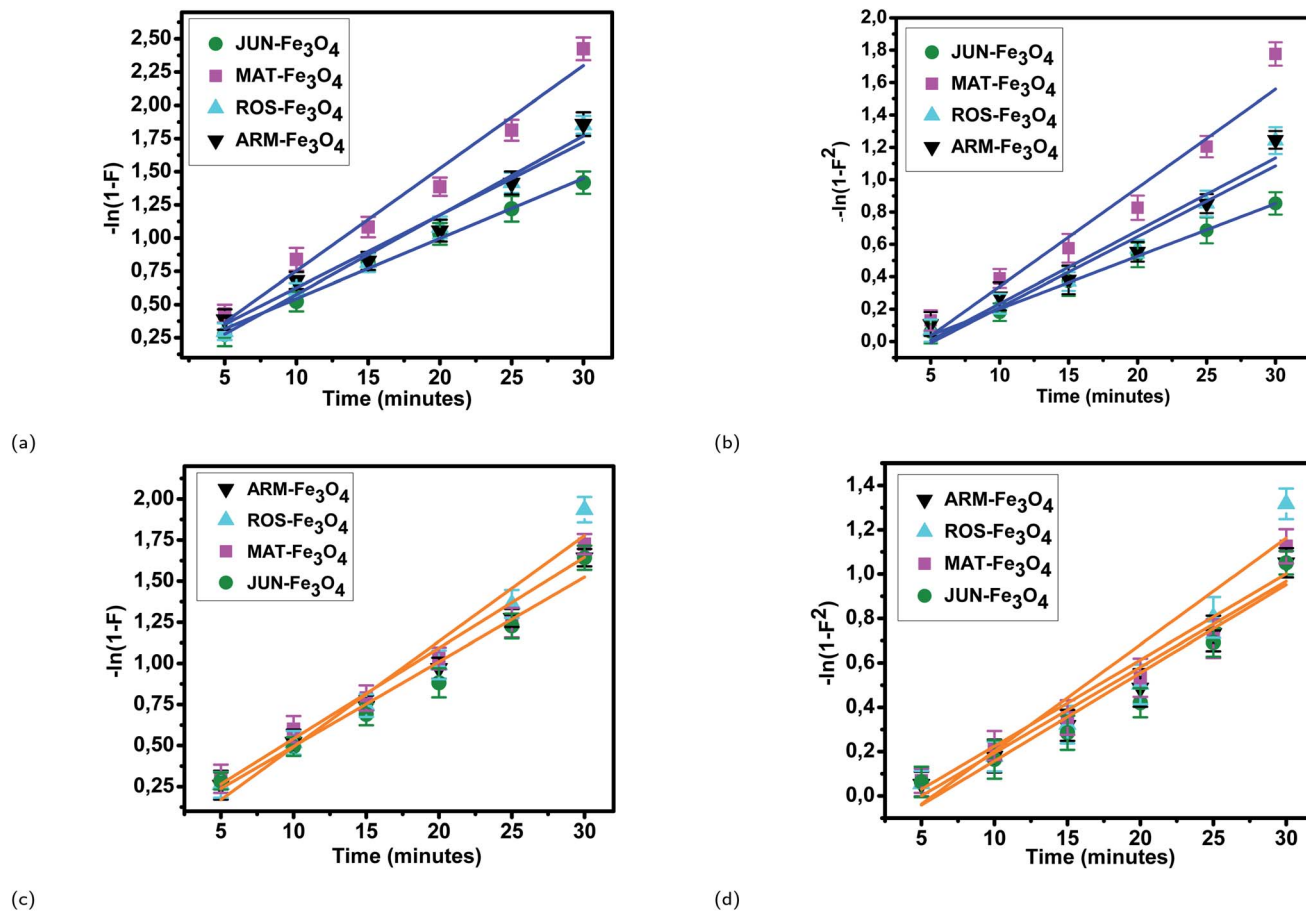 2,50
2,25
2,00
1,75
1,50
1,25
1,00
0,75
0,50
0,25
-ln(1-F)
JUN-Fe3O4
MAT-Fe3O4
ROS-Fe3O4
ARM-Fe3O4
5 10 15 20 25 30
Time (minutes)
(a)
2,0
1,8
1,6
1,4
1,2
1,0
0,8
0,6
0,4
0,2
0,0
--ln(1-F2)
JUN-Fe3O4
MAT-Fe3O4
ROS-Fe3O4
ARM-Fe3O4
5 10 15 20 25 30
Time (minutes)
(b)
2,00
1,75
1,50
1,25
1,00
0,75
0,50
0,25
-ln(1-F)
ARM-Fe3O4
ROS-Fe3O4
MAT-Fe3O4
JUN-Fe3O4
5 10 15 20 25 30
Time (minutes)
(c)
1,4
1,2
1,0
0,8
0,6
0,4
0,2
0,0
-ln(1-F2)
ARM-Fe3O4
ROS-Fe3O4
MAT-Fe3O4
JUN-Fe3O4
5 10 15 20 25 30
Time (minutes)
(d)